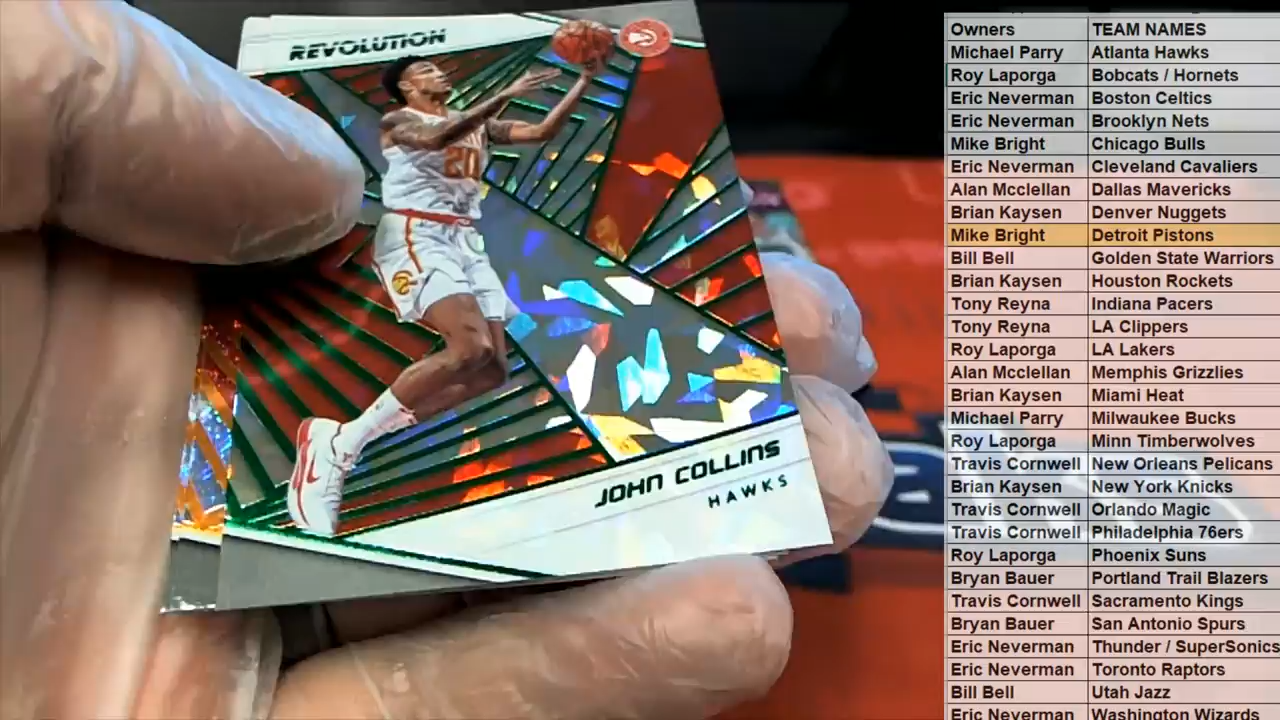 REVOLUTION
20
JOHN COLLINS
HAWKS
Owners TEAM NAMES
Michael Parry Atlanta Hawks
Roy Laporga Bobcats / Hornets
Eric Neverman Boston Celtics
Eric Neverman Brooklyn Nets
Mike Bright Chicago Bulls
Eric Neverman Cleveland Cavaliers
Alan Mcclellan Dallas Mavericks
Brian Kaysen Denver Nuggets
Mike Bright Detroit Pistons
Bill Bell Golden State Warriors
Brian Kaysen Houston Rockets
Tony Reyna Indiana Pacers
Tony Reyna LA Clippers
Roy Laporga LA Lakers
Alan Mcclellan Memphis Grizzlies
Brian Kaysen Miami Heat
Michael Parry Milwaukee Bucks
Roy Laporga Minn Timberwolves
Travis Cornwell New Orleans Pelicans
Brian Kaysen New York Knicks
Travis Cornwell Orlando Magic
Travis Cornwell Philadelphia 76ers
Roy Laporga Phoenix Suns
Bryan Bauer Portland Trail Blazers
Travis Cornwell Sacramento Kings
Bryan Bauer San Antonio Spurs
Eric Neverman Thunder / SuperSonics
Eric Neverman Toronto Raptors
Bill Bell Utah Jazz
Eric Neverman Washington Wizards